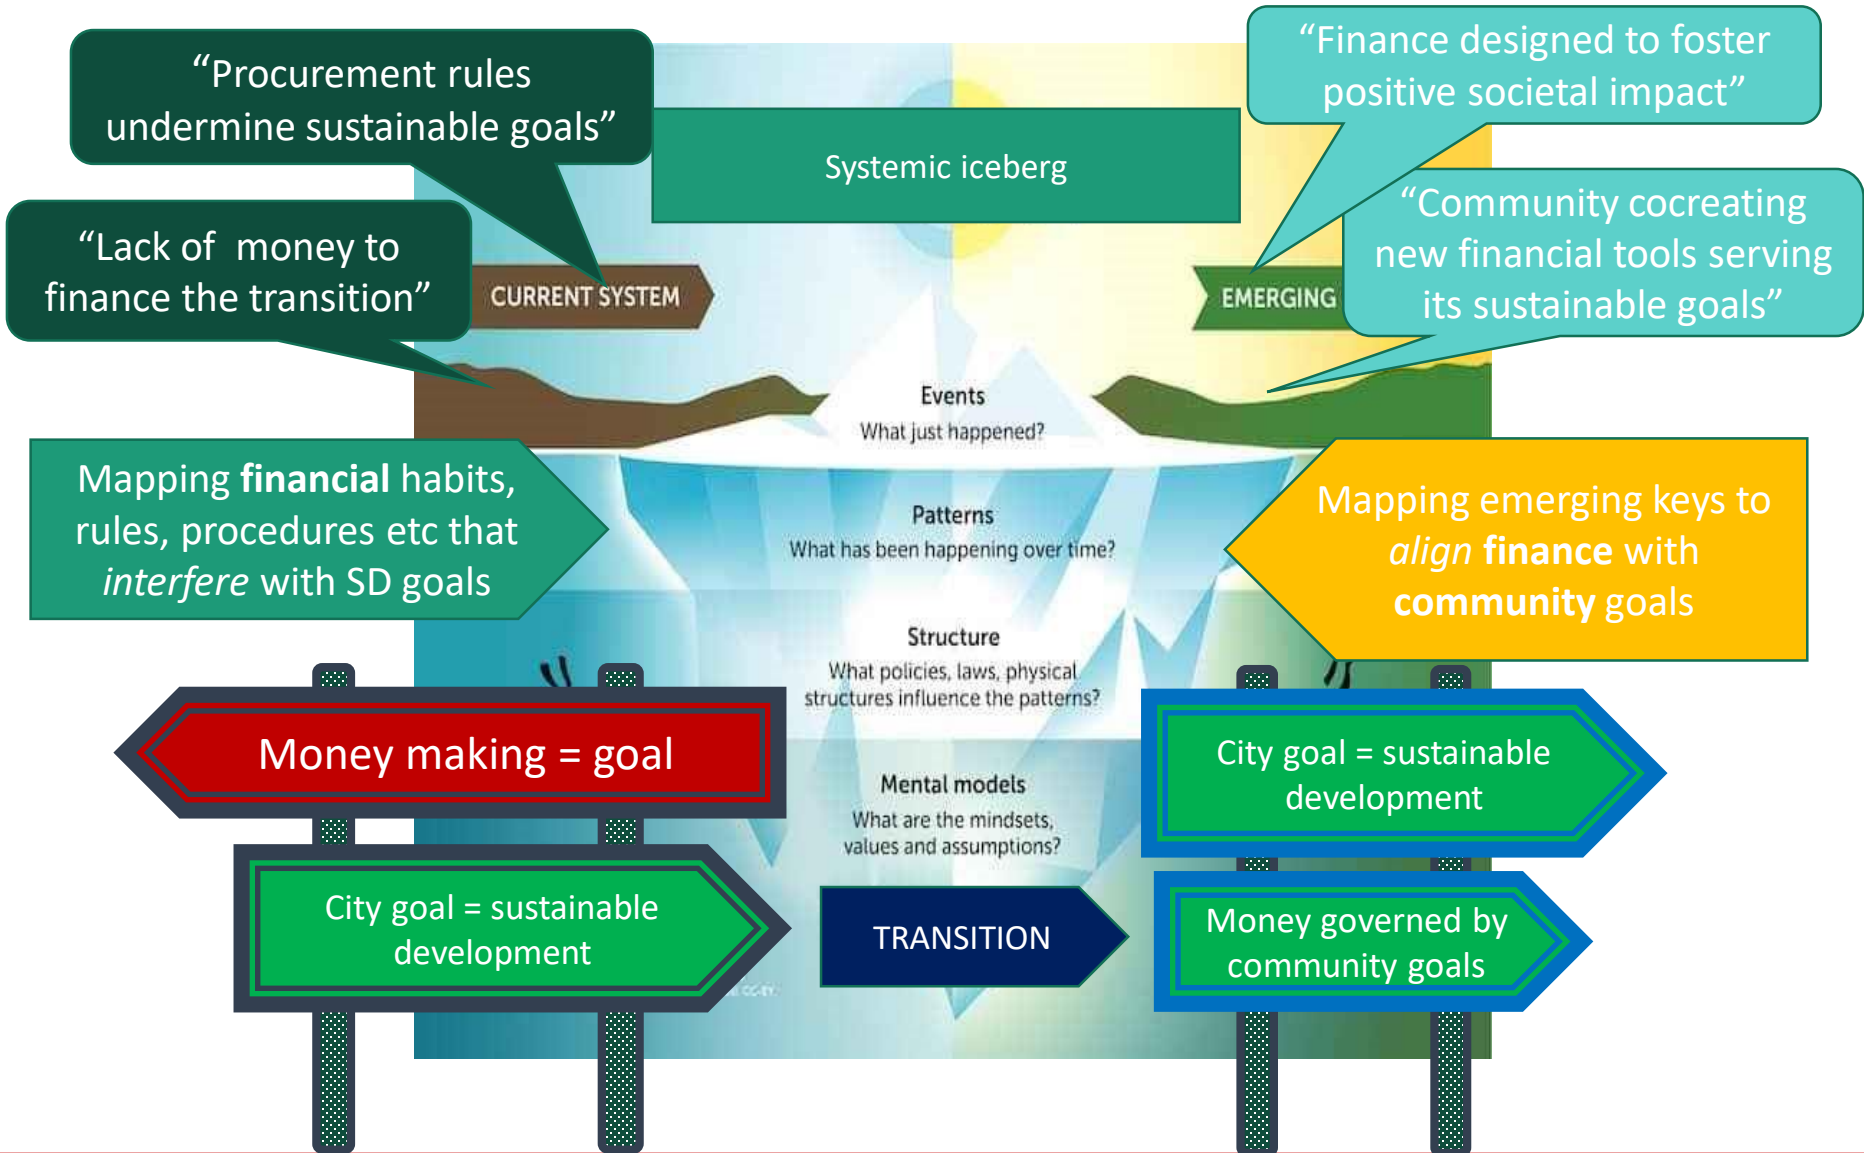 “Procurement rules
undermine sustainable goals”
“Finance designed to foster
positive societal impact”
Systemic iceberg
“Lack of  money to
finance the transition”
“Community cocreating
new financial tools serving
its sustainable goals”
CURRENT SYSTEM
EMERGING
Events
What just happened?
Mapping financial habits,
rules, procedures etc that
interfere with SD goals
Patterns
What has been happening over time?
Mapping emerging keys to
align finance with
community goals
Structure
What policies, laws, physical
structures influence the patterns?
Money making = goal
City goal = sustainable
development
Mental models
What are the mindsets,
values and assumptions?
City goal = sustainable
development
TRANSITION
Money governed by
community goals
CC-BY.